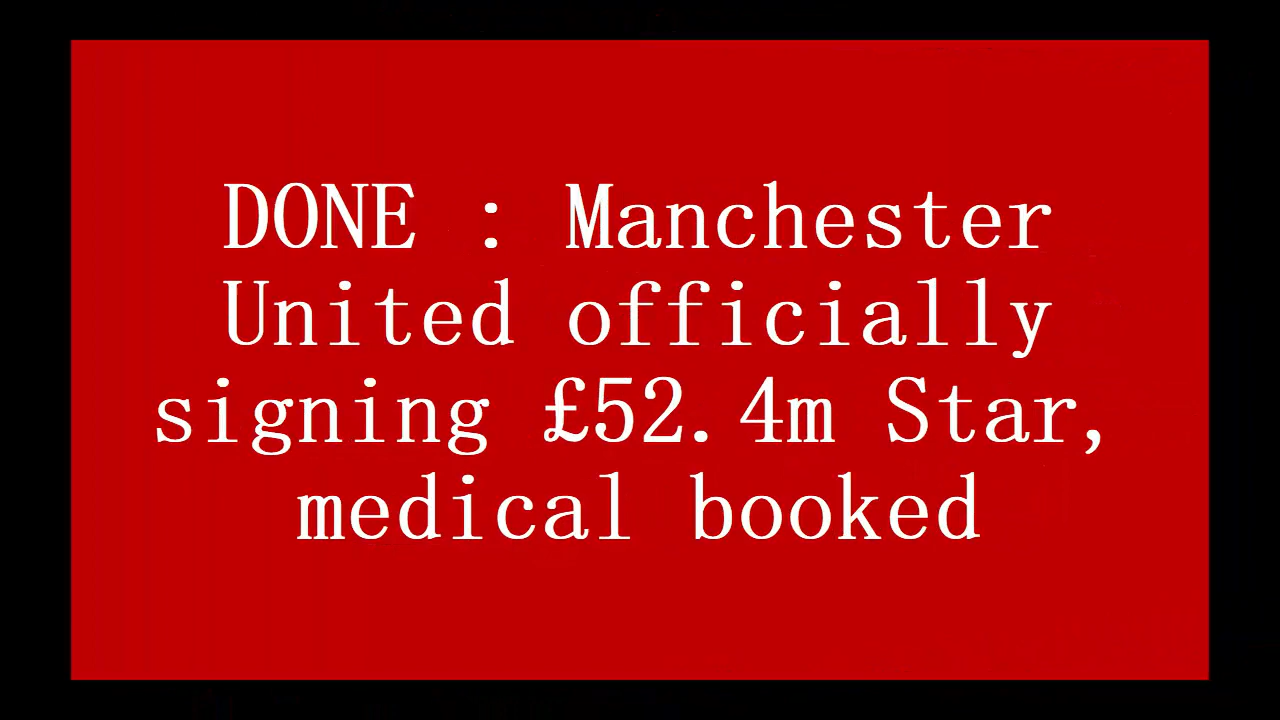 DONE : Manchester
United officially
signing £52.4m Star,
medical booked